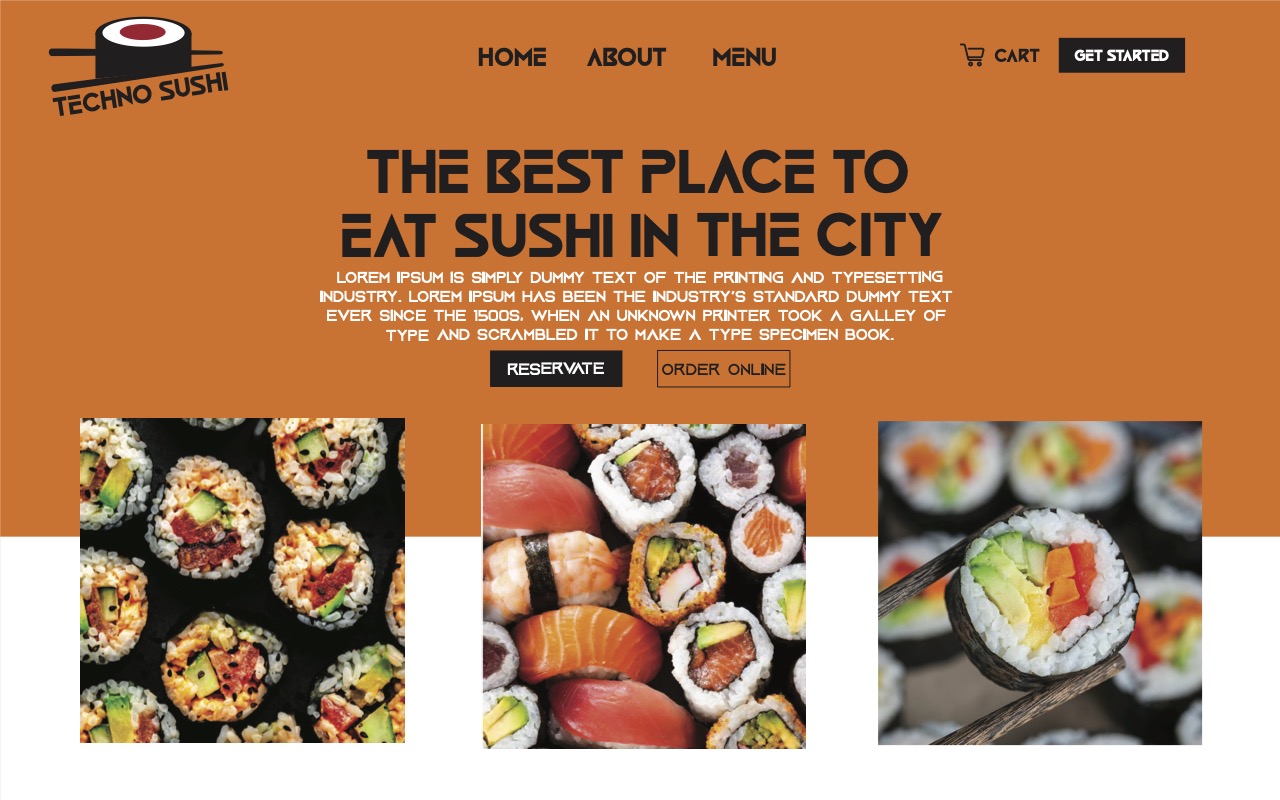 TECHNO SUSHI
HOME ABOUT MENU
CART
GET STARTED
THE BEST PLACE TO
EAT SUSHI IN THE CITY
LOREM IPSUM IS SIMPLY DUMMY TEXT OF THE PRINTING AND TYPESETTING
INDUSTRY. LOREM IPSUM HAS BEEN THE INDUSTRY'S STANDARD DUMMY TEXT
EVER SINCE THE 1500S, WHEN AN UNKNOWN PRINTER TOOK A GALLEY OF
TYPE AND SCRAMBLED IT TO MAKE A TYPE SPECIMEN BOOK.
RESERVATE
ORDER ONLINE